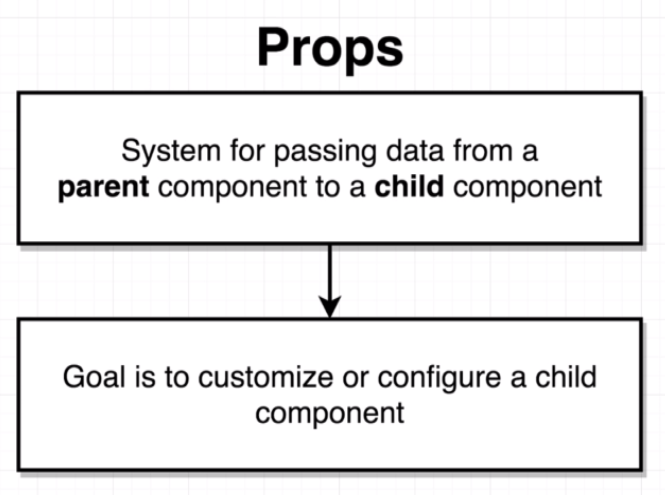 Props
System for passing data from a
parent component to a child component
Goal is to customize or configure a child
component